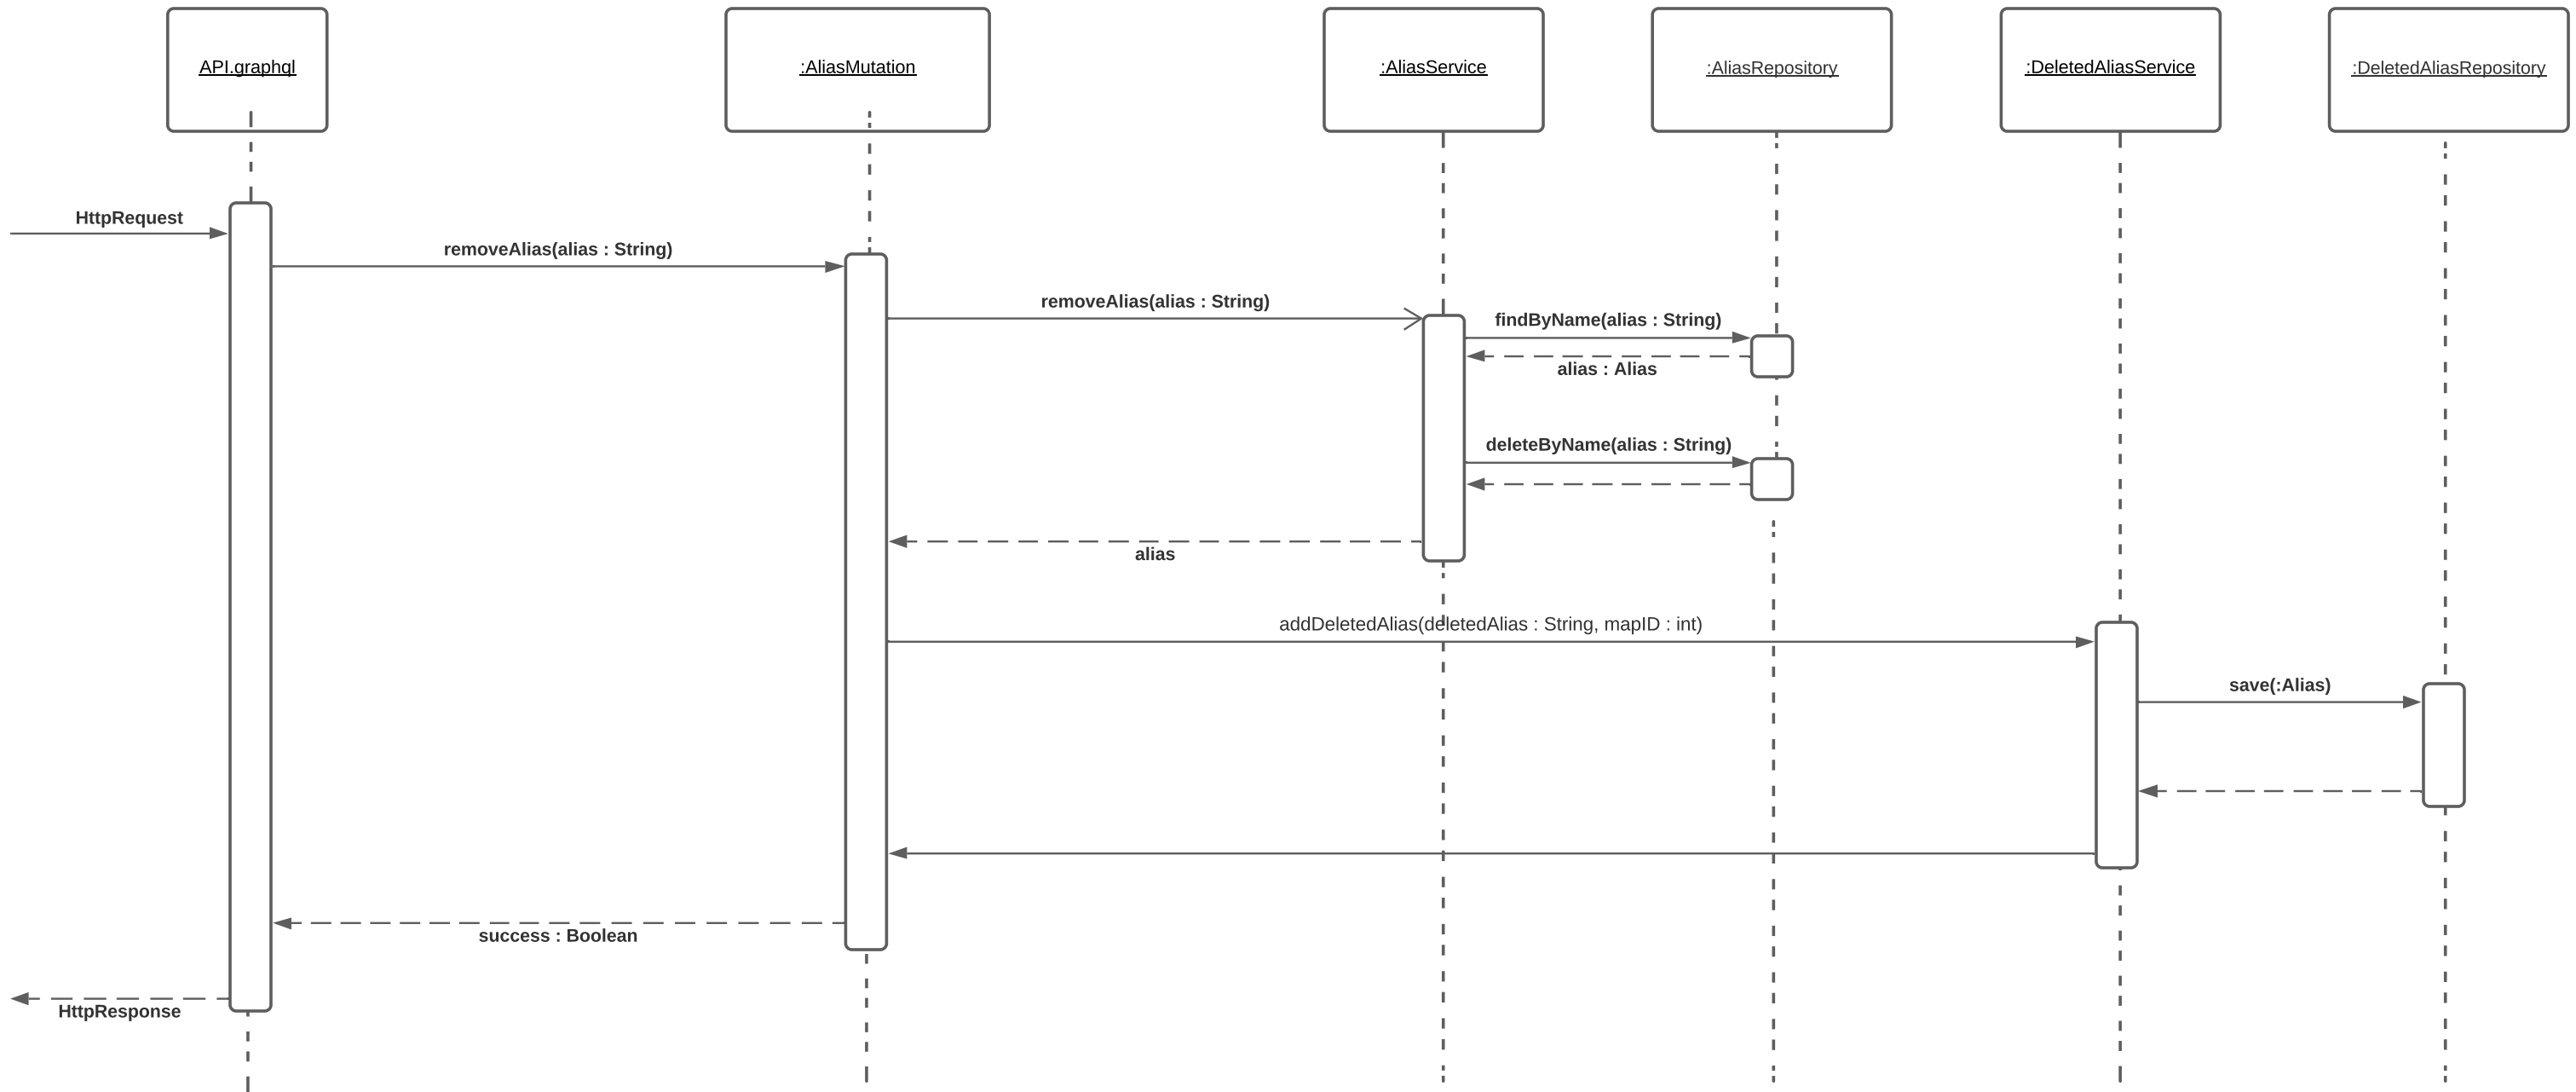 API.graphql
:AliasMutation
:AliasService
:AliasRepository
:DeletedAliasService
:DeletedAliasRepository
HttpRequest
removeAlias(alias : String)
removeAlias(alias : String)
findByName(alias : String)
alias : Alias
deleteByName(alias : String)
alias
addDeletedAlias(deletedAlias : String, mapID : int)
save(:Alias)
success : Boolean
HttpResponse